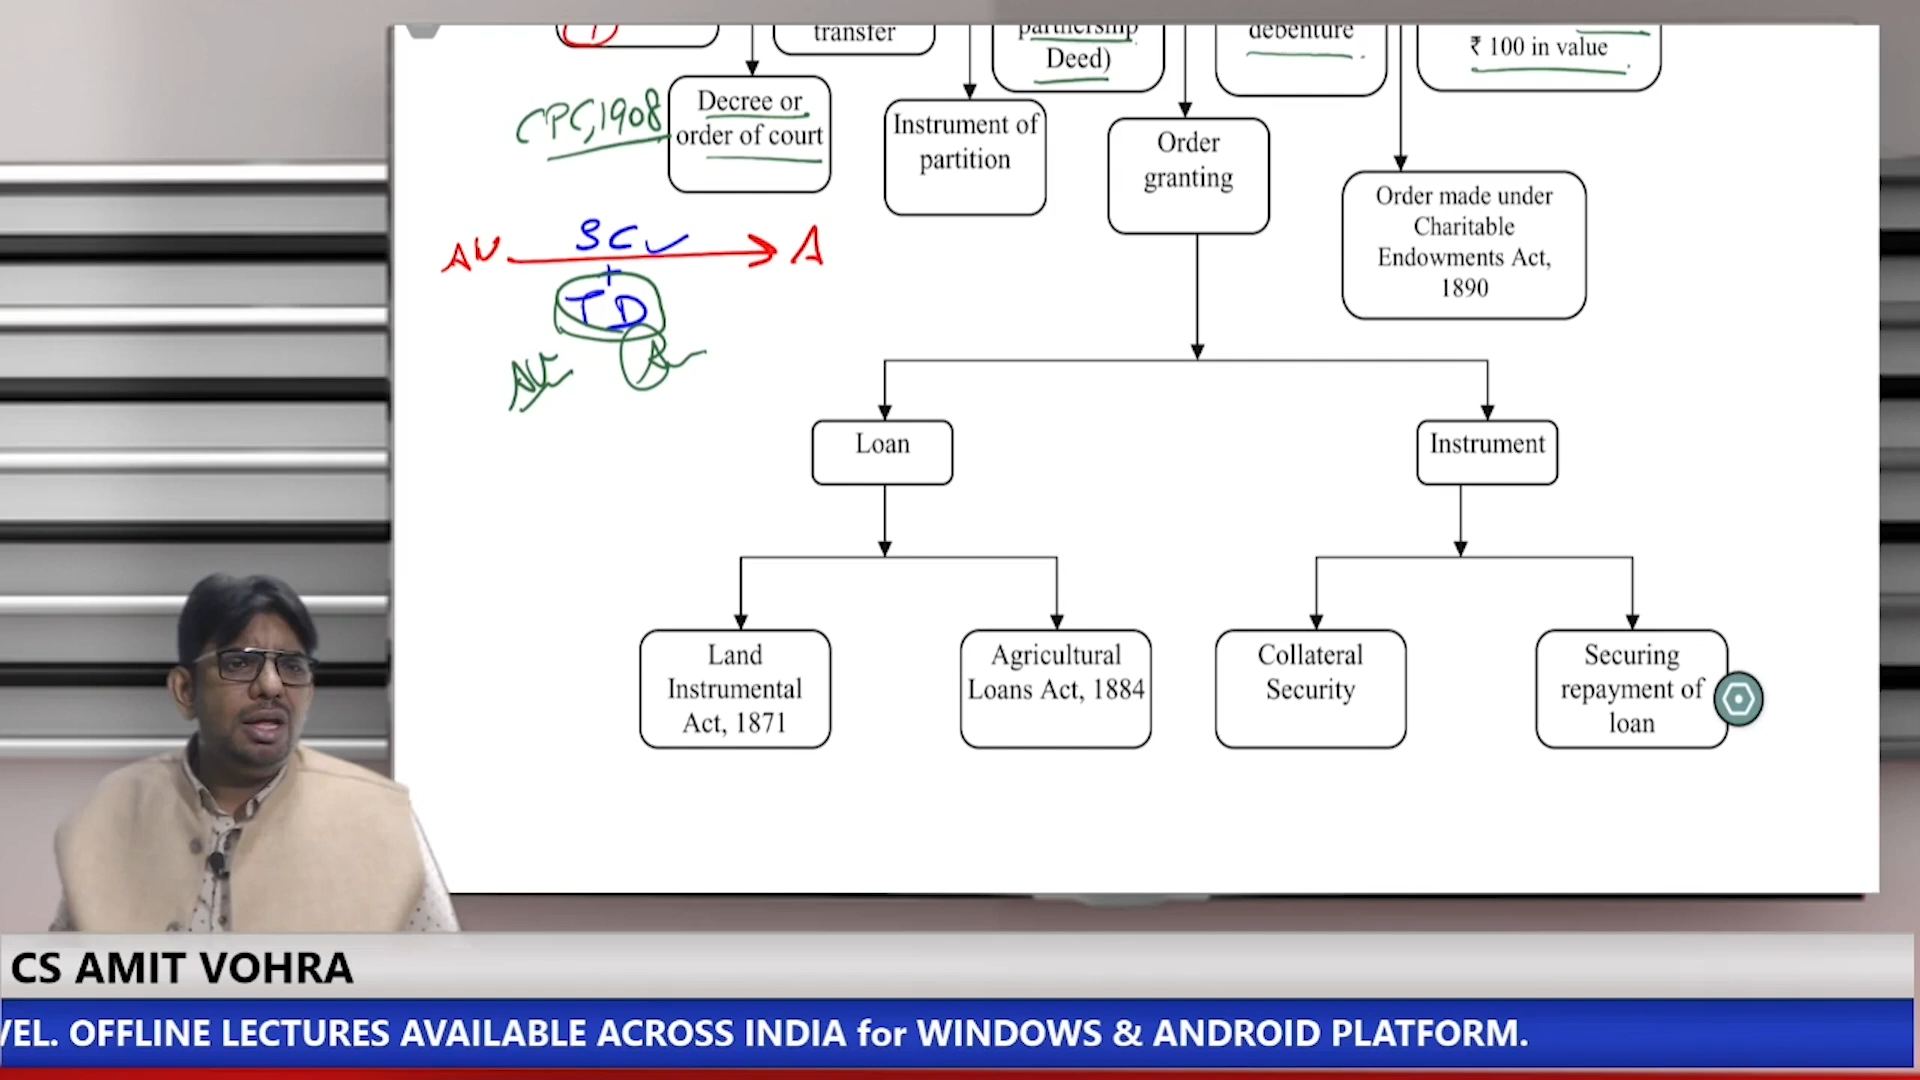 transfer
partnership
Deed)
debenture
₹ 100 in value
CPC, 1908
Decree or
order of court
Instrument of
partition
Order
granting
Order made under
Charitable
Endowments Act,
1890
AV
SC
A
+
TD
AV
A
Loan
Instrument
Land
Instrumental
Act, 1871
Agricultural
Loans Act, 1884
Collateral
Security
Securing
repayment of
loan
CS AMIT VOHRA
VEL. OFFLINE LECTURES AVAILABLE ACROSS INDIA for WINDOWS & ANDROID PLATFORM.